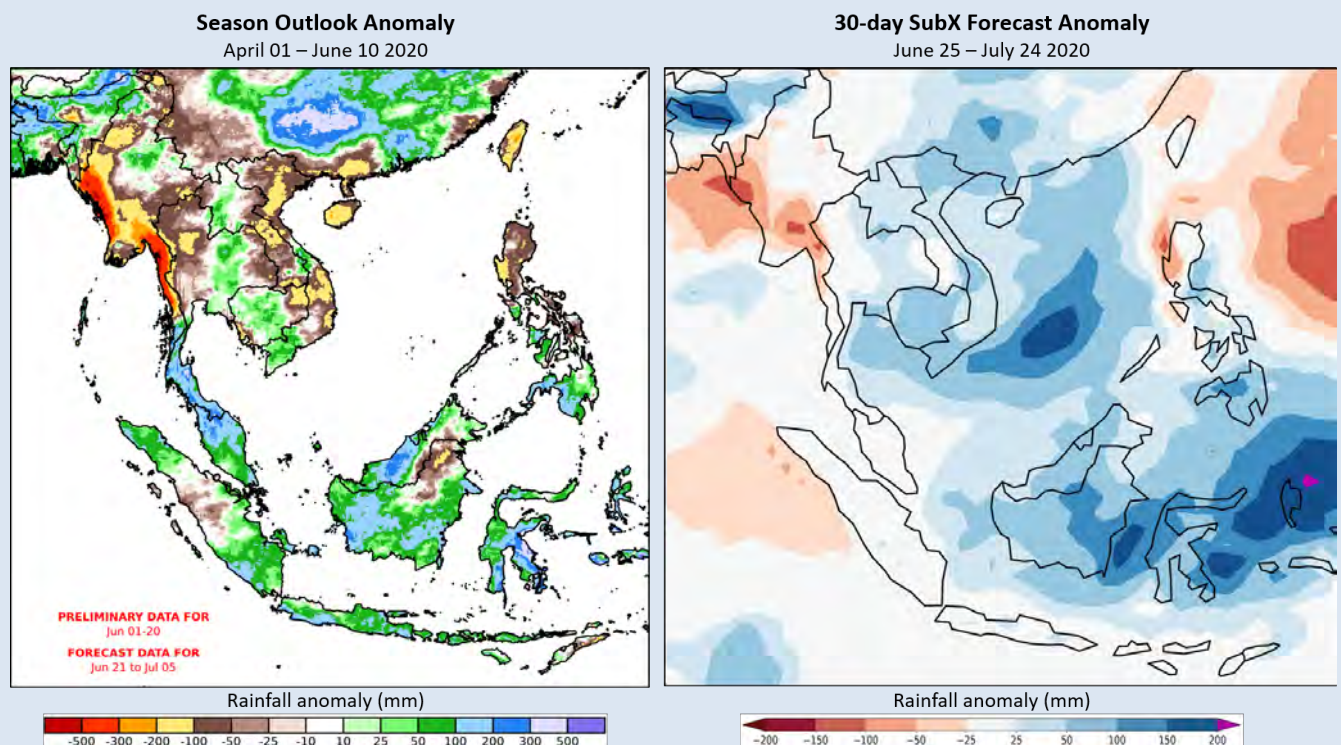 Season Outlook Anomaly
April 01 – June 10 2020
PRELIMINARY DATA FOR
Jun 01-20
FORECAST DATA FOR
Jun 21 to Jul 05
Rainfall anomaly (mm)
-500 -300 -200 -100 -50 -25 -10 10 25 50 100 200 300 500
30-day SubX Forecast Anomaly
June 25 – July 24 2020
Rainfall anomaly (mm)
−200 −150 −100 −50 −25 25 50 100 150 200